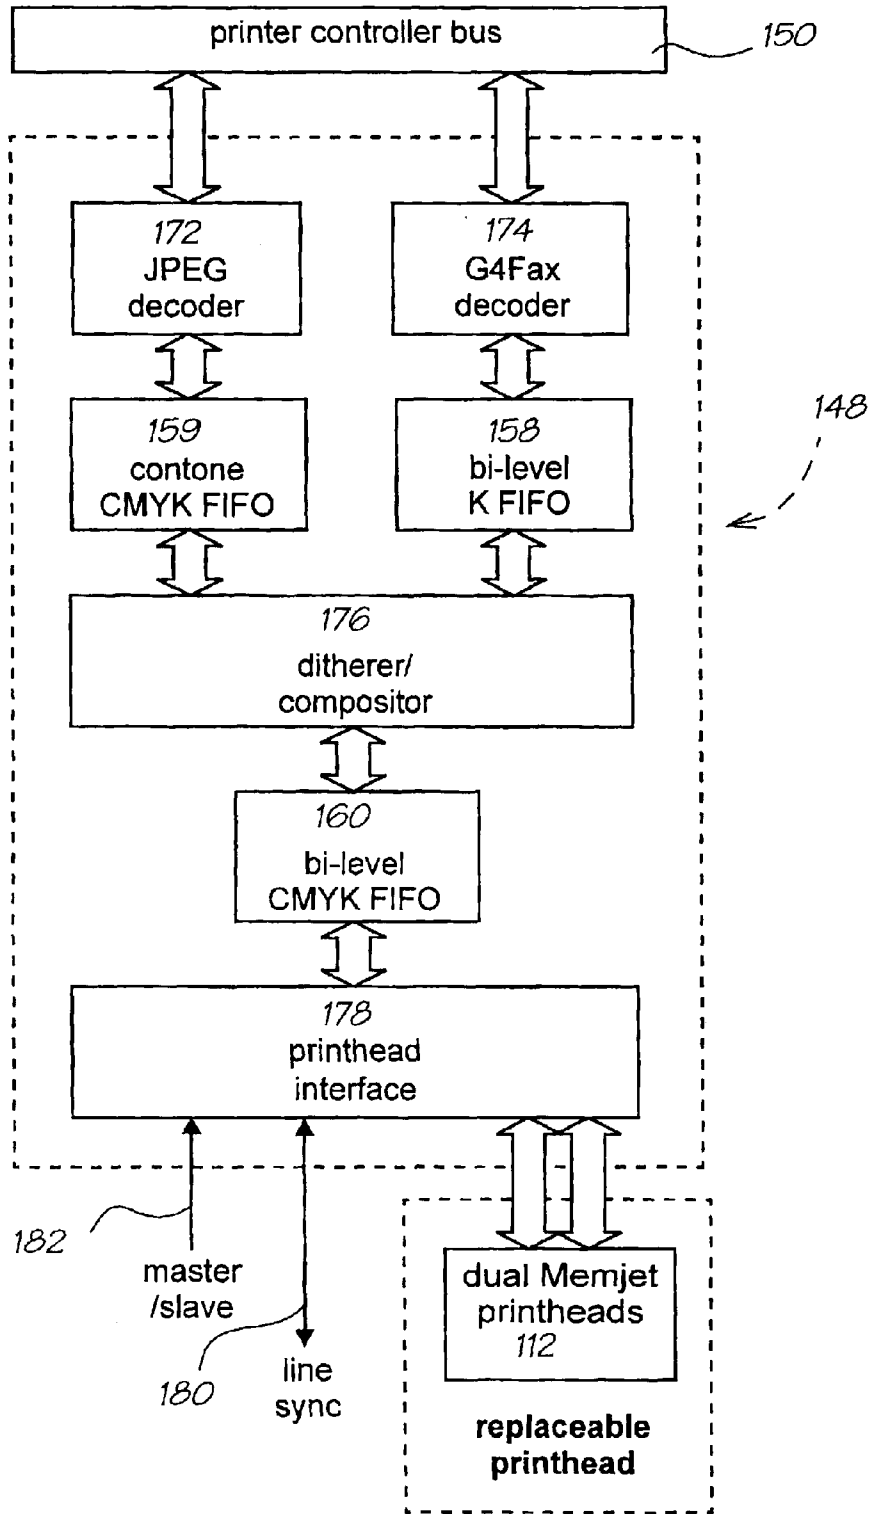 printer controller bus
150
172
JPEG
decoder
174
G4Fax
decoder
159
contone
CMYK FIFO
158
bi-level
K FIFO
148
176
ditherer/
compositor
160
bi-level
CMYK FIFO
178
printhead
interface
182
master
/slave
180
line
sync
dual Memjet
printheads
112
replaceable
printhead